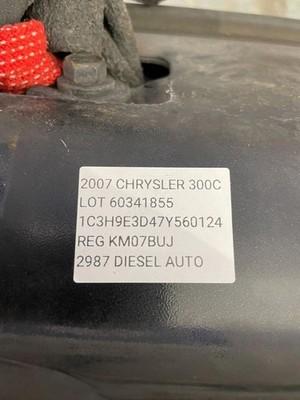 2007 CHRYSLER 300C
LOT 60341855
1C3H9E3D47Y560124
REG KM07BUJ
2987 DIESEL AUTO